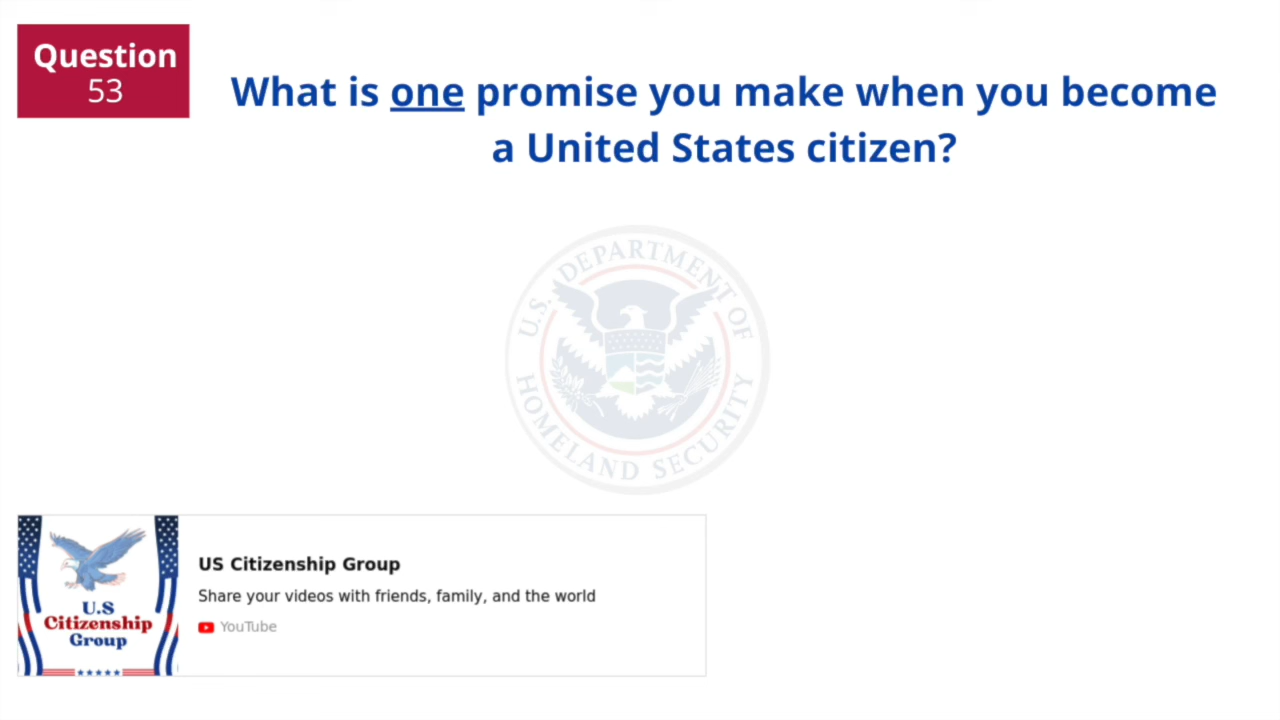 Question
53
What is one promise you make when you become
a United States citizen?
U.S. DEPARTMENT OF
HOMELAND SECURITY
U.S
Citizenship
Group
US Citizenship Group
Share your videos with friends, family, and the world
YouTube